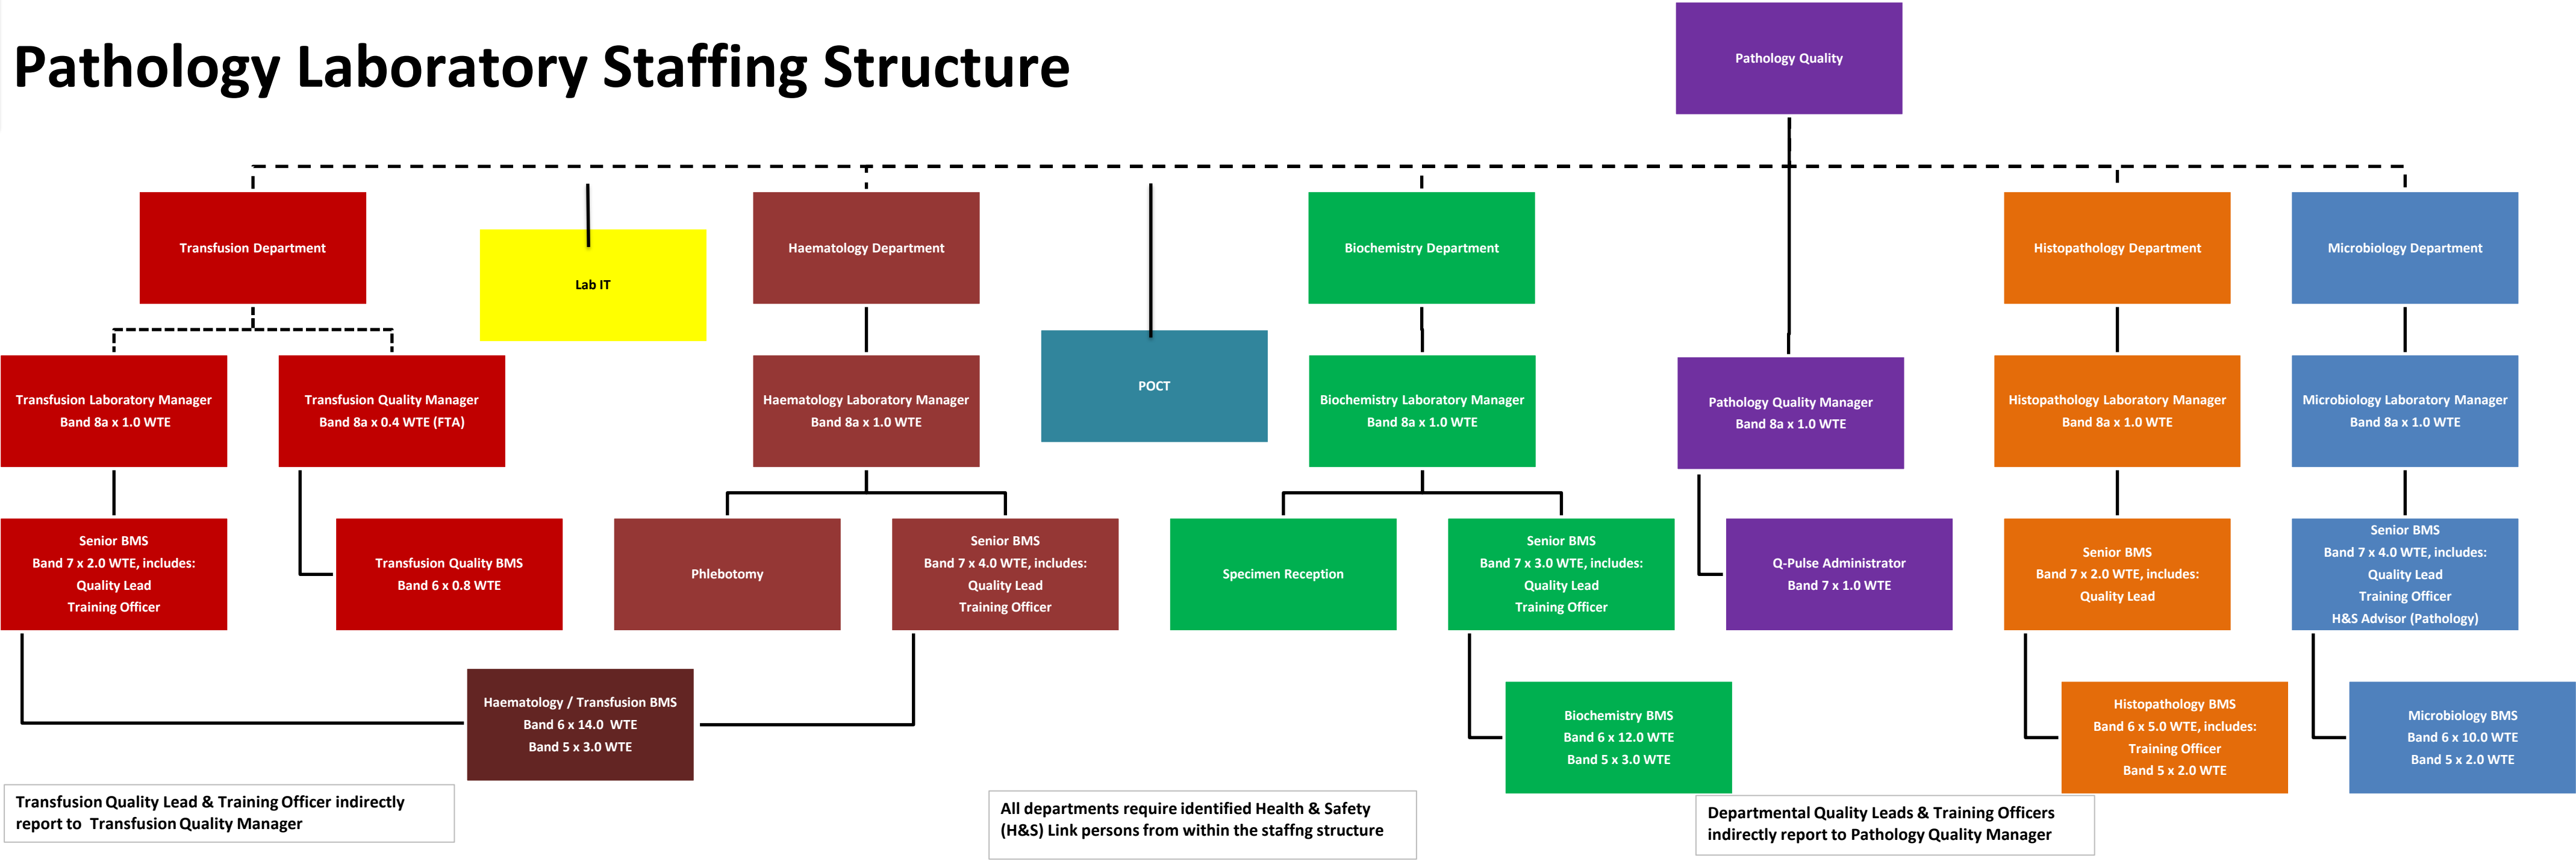 Pathology Laboratory Staffing Structure
Pathology Quality
Transfusion Department
Lab IT
Haematology Department
POCT
Biochemistry Department
Histopathology Department
Microbiology Department
Transfusion Laboratory Manager
Band 8a x 1.0 WTE
Transfusion Quality Manager
Band 8a x 0.4 WTE (FTA)
Haematology Laboratory Manager
Band 8a x 1.0 WTE
Biochemistry Laboratory Manager
Band 8a x 1.0 WTE
Pathology Quality Manager
Band 8a x 1.0 WTE
Histopathology Laboratory Manager
Band 8a x 1.0 WTE
Microbiology Laboratory Manager
Band 8a x 1.0 WTE
Senior BMS
Band 7 x 2.0 WTE, includes:
Quality Lead
Training Officer
Transfusion Quality BMS
Band 6 x 0.8 WTE
Phlebotomy
Senior BMS
Band 7 x 4.0 WTE, includes:
Quality Lead
Training Officer
Specimen Reception
Senior BMS
Band 7 x 3.0 WTE, includes:
Quality Lead
Training Officer
Q-Pulse Administrator
Band 7 x 1.0 WTE
Senior BMS
Band 7 x 2.0 WTE, includes:
Quality Lead
Senior BMS
Band 7 x 4.0 WTE, includes:
Quality Lead
Training Officer
H&S Advisor (Pathology)
Haematology / Transfusion BMS
Band 6 x 14.0 WTE
Band 5 x 3.0 WTE
Biochemistry BMS
Band 6 x 12.0 WTE
Band 5 x 3.0 WTE
Histopathology BMS
Band 6 x 5.0 WTE, includes:
Training Officer
Band 5 x 2.0 WTE
Microbiology BMS
Band 6 x 10.0 WTE
Band 5 x 2.0 WTE
Transfusion Quality Lead & Training Officer indirectly
report to Transfusion Quality Manager
All departments require identified Health & Safety
(H&S) Link persons from within the staffng structure
Departmental Quality Leads & Training Officers
indirectly report to Pathology Quality Manager